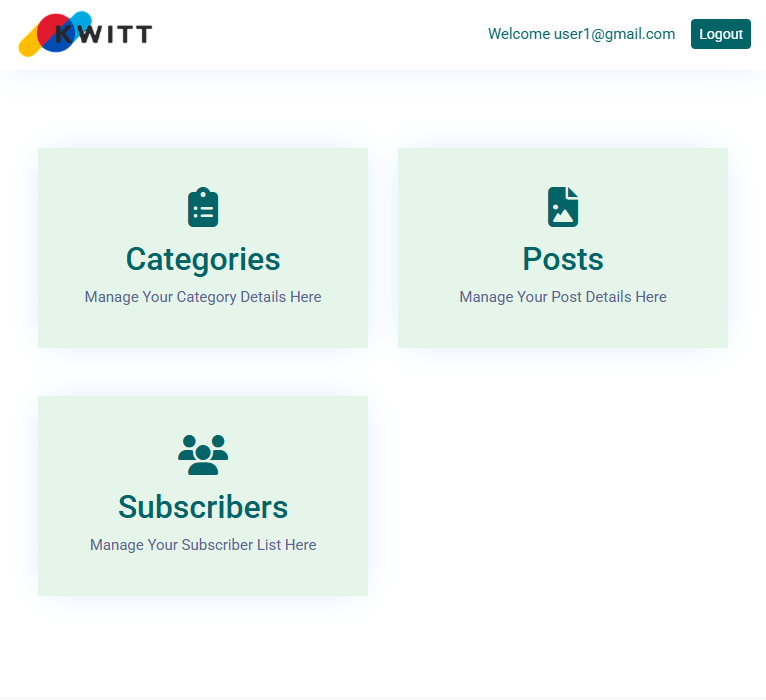 KWITT
Welcome user1@gmail.com
Logout
Categories
Manage Your Category Details Here
Posts
Manage Your Post Details Here
Subscribers
Manage Your Subscriber List Here